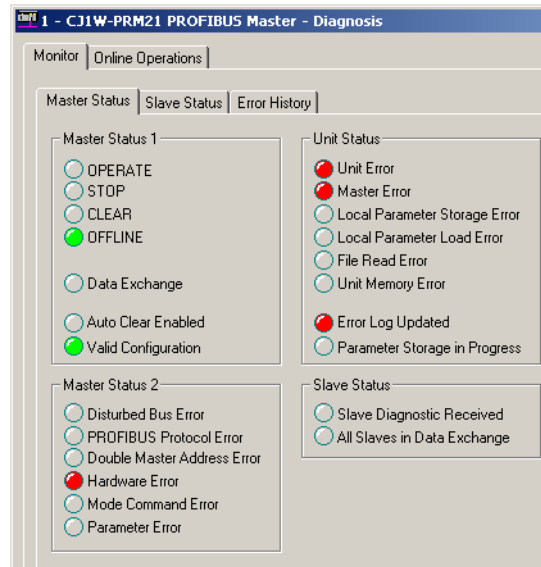 1 - CJ1W-PRM21 PROFIBUS Master - Diagnosis
Monitor
Online Operations
Master Status
Slave Status
Error History
Master Status 1
OPERATE
STOP
CLEAR
OFFLINE
Data Exchange
Auto Clear Enabled
Valid Configuration
Unit Status
Unit Error
Master Error
Local Parameter Storage Error
Local Parameter Load Error
File Read Error
Unit Memory Error
Error Log Updated
Parameter Storage in Progress
Master Status 2
Disturbed Bus Error
PROFIBUS Protocol Error
Double Master Address Error
Hardware Error
Mode Command Error
Parameter Error
Slave Status
Slave Diagnostic Received
All Slaves in Data Exchange